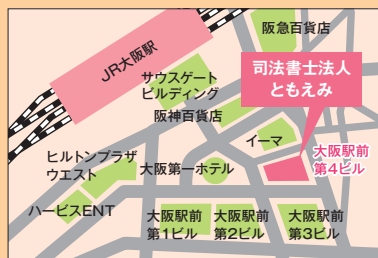 阪急百貨店
JR大阪駅
司法書士法人
ともえみ
サウスゲート
ビルディング
阪神百貨店
イーマ
大阪駅前
第4ビル
ヒルトンプラザ
ウエスト
大阪第一ホテル
ハービスENT
大阪駅前
第1ビル
大阪駅前
第2ビル
大阪駅前
第3ビル